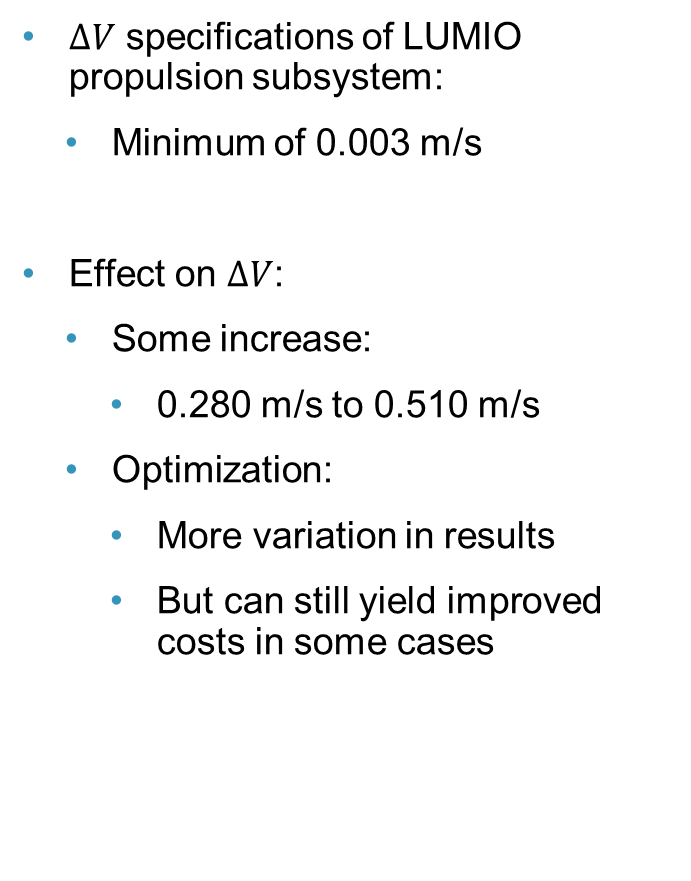 • ΔV specifications of LUMIO
propulsion subsystem:
• Minimum of 0.003 m/s
• Effect on ΔV:
• Some increase:
• 0.280 m/s to 0.510 m/s
• Optimization:
• More variation in results
• But can still yield improved
costs in some cases